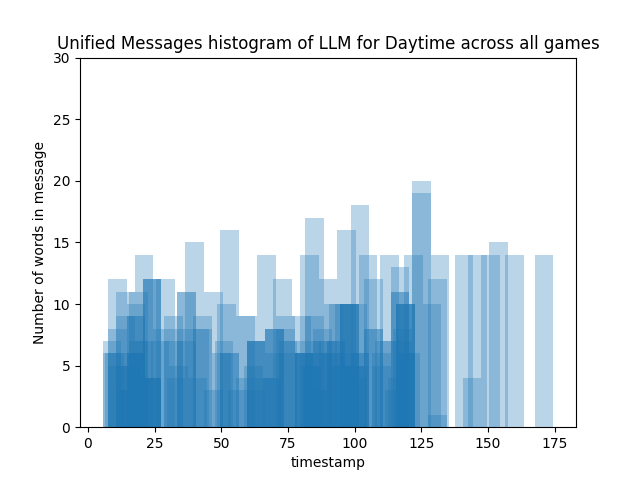 Unified Messages histogram of LLM for Daytime across all games
30
25
20
15
10
5
0
Number of words in message
0 25 50 75 100 125 150 175
timestamp